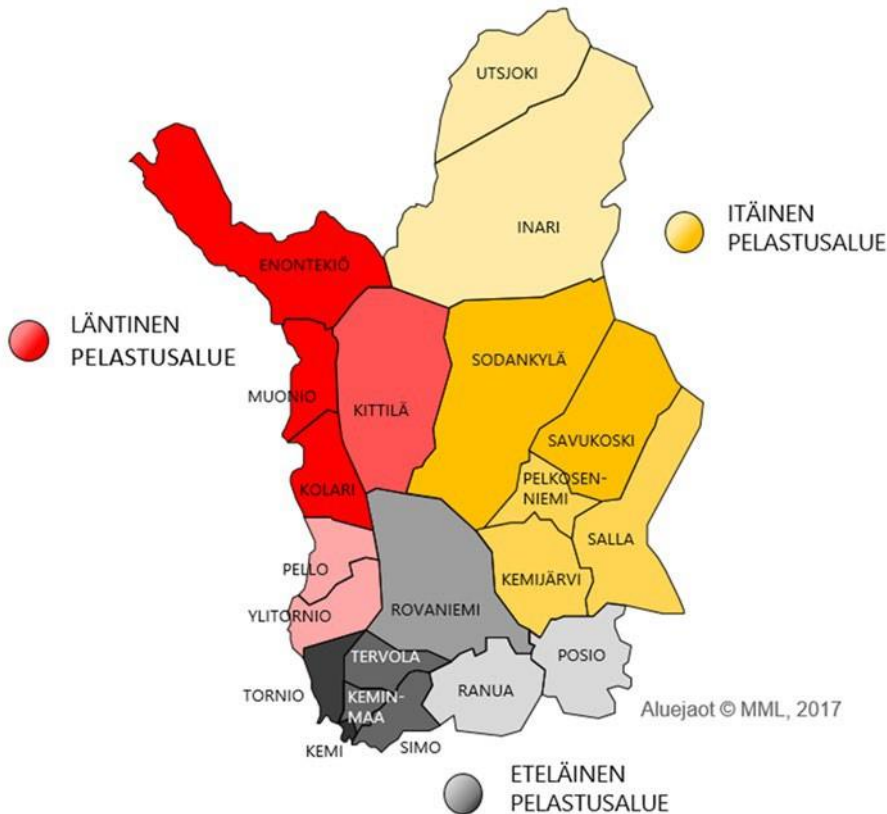 UTSJOKI
INARI
ITÄINEN
PELASTUSALUE
ENONTEKIÖ
LÄNTINEN
PELASTUSALUE
MUONIO
KITTILÄ
SODANKYLÄ
SAVUKOSKI
KOLARI
PELKOSEN-
NIEMI
SALLA
PELLO
KEMIJÄRVI
YLITORNIO
ROVANIEMI
TERVOLA
POSIO
TORNIO
KEMIN-
MAA
RANUA
Aluejaot © MML, 2017
KEMI
SIMO
ETELÄINEN
PELASTUSALUE